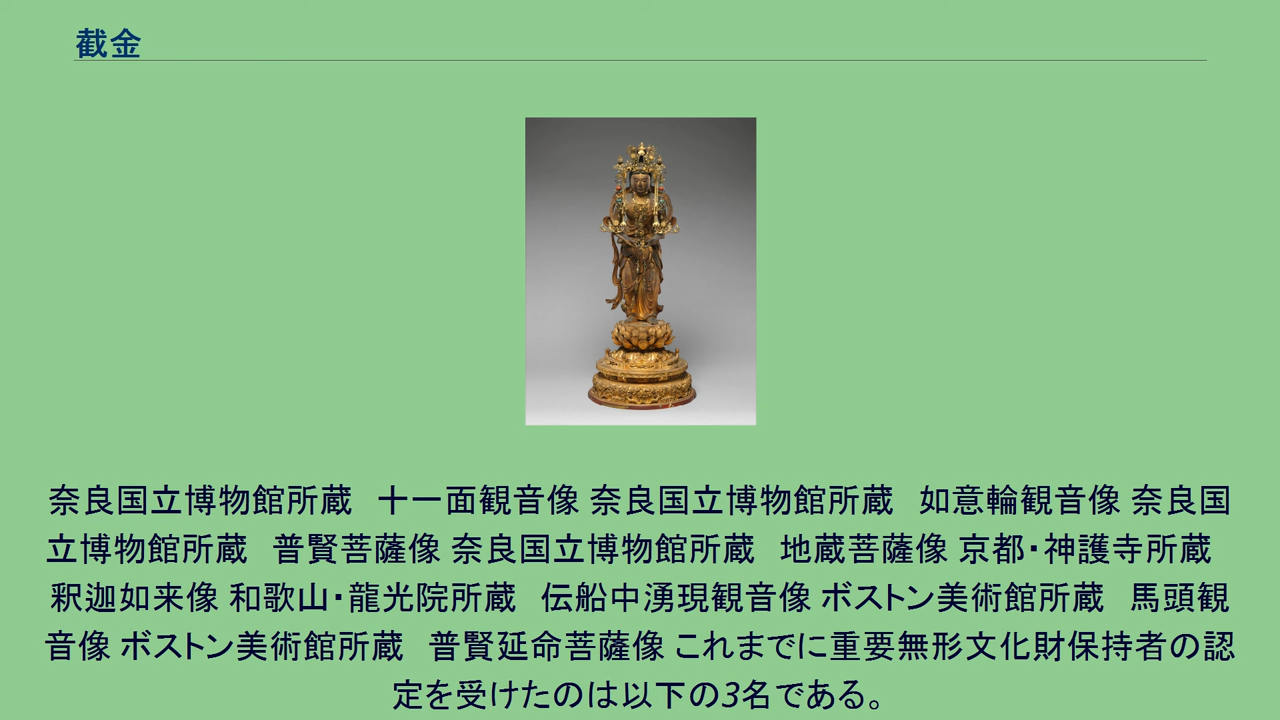 截金
奈良国立博物館所蔵　十一面観音像 奈良国立博物館所蔵　如意輪観音像 奈良国
立博物館所蔵　普賢菩薩像 奈良国立博物館所蔵　地蔵菩薩像 京都・神護寺所蔵
釈迦如来像 和歌山・龍光院所蔵　伝船中湧現観音像 ボストン美術館所蔵　馬頭観
音像 ボストン美術館所蔵　普賢延命菩薩像 これまでに重要無形文化財保持者の認
定を受けたのは以下の3名である。